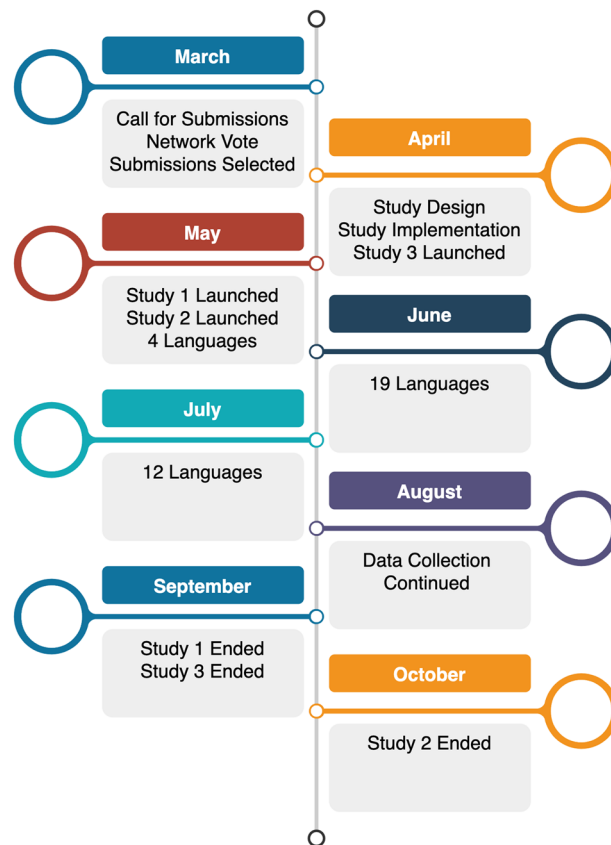 March
Call for Submissions
Network Vote
Submissions Selected
April
Study Design
Study Implementation
Study 3 Launched
May
Study 1 Launched
Study 2 Launched
4 Languages
June
19 Languages
July
12 Languages
August
Data Collection
Continued
September
Study 1 Ended
Study 3 Ended
October
Study 2 Ended